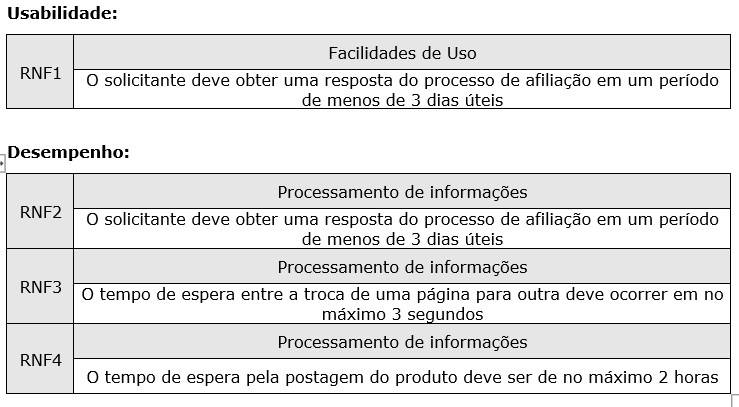 Usabilidade:
RNF1
Facilidades de Uso
O solicitante deve obter uma resposta do processo de afiliação em um período
de menos de 3 dias úteis
Desempenho:
RNF2
Processamento de informações
O solicitante deve obter uma resposta do processo de afiliação em um período
de menos de 3 dias úteis
RNF3
Processamento de informações
O tempo de espera entre a troca de uma página para outra deve ocorrer em no
máximo 3 segundos
RNF4
Processamento de informações
O tempo de espera pela postagem do produto deve ser de no máximo 2 horas